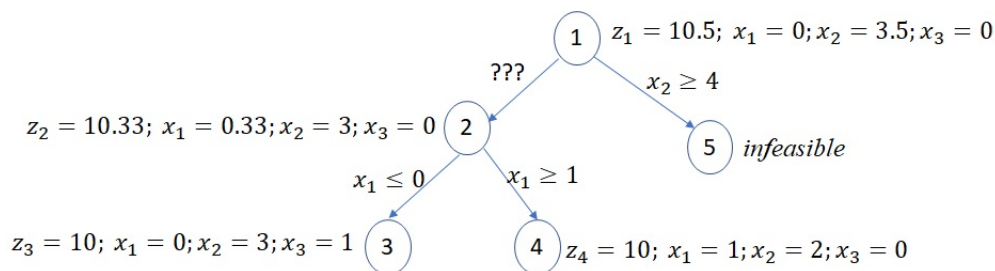 1 z₁ = 10.5; x₁ = 0; x₂ = 3.5; x₃ = 0
???
x₂ ≥ 4
z₂ = 10.33; x₁ = 0.33; x₂ = 3; x₃ = 0 2
5 infeasible
x₁ ≤ 0
x₁ ≥ 1
z₃ = 10; x₁ = 0; x₂ = 3; x₃ = 1 3
4 z₄ = 10; x₁ = 1; x₂ = 2; x₃ = 0